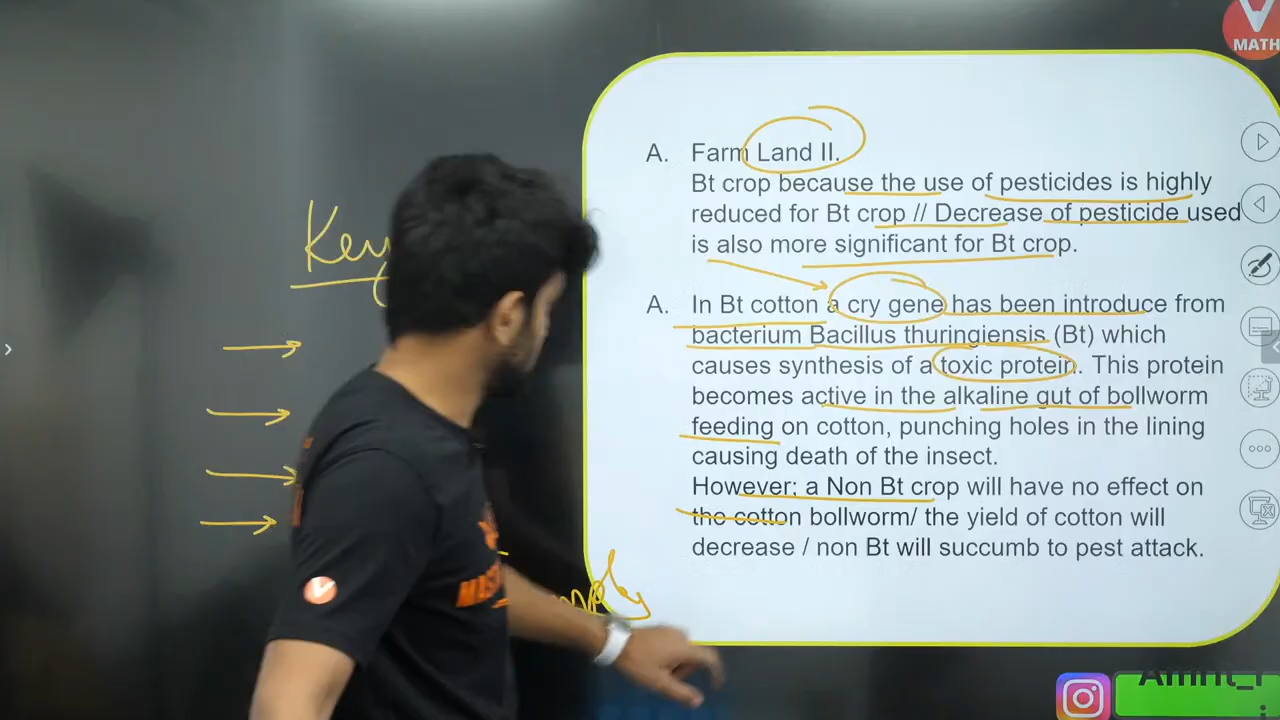 MATH
A. Farm Land II.
Bt crop because the use of pesticides is highly
reduced for Bt crop // Decrease of pesticide used
is also more significant for Bt crop.
A. In Bt cotton a cry gene has been introduce from
bacterium Bacillus thuringiensis (Bt) which
causes synthesis of a toxic protein. This protein
becomes active in the alkaline gut of bollworm
feeding on cotton, punching holes in the lining
causing death of the insect.
However; a Non Bt crop will have no effect on
the cotton bollworm/ the yield of cotton will
decrease / non Bt will succumb to pest attack.